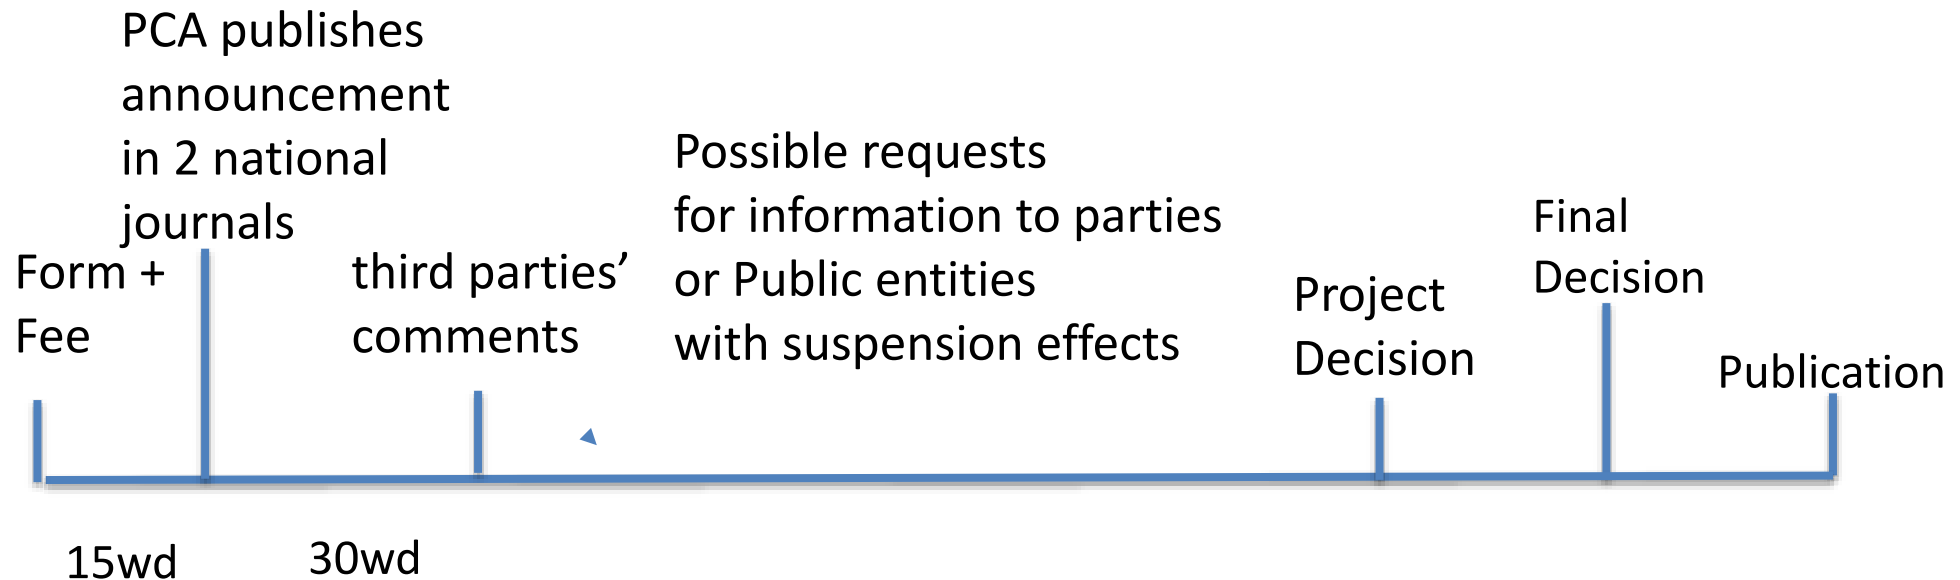 PCA publishes
announcement
in 2 national
journals
Form +
Fee
third parties’
comments
Possible requests
for information to parties
or Public entities
with suspension effects
Project
Decision
Final
Decision
Publication
15wd
30wd